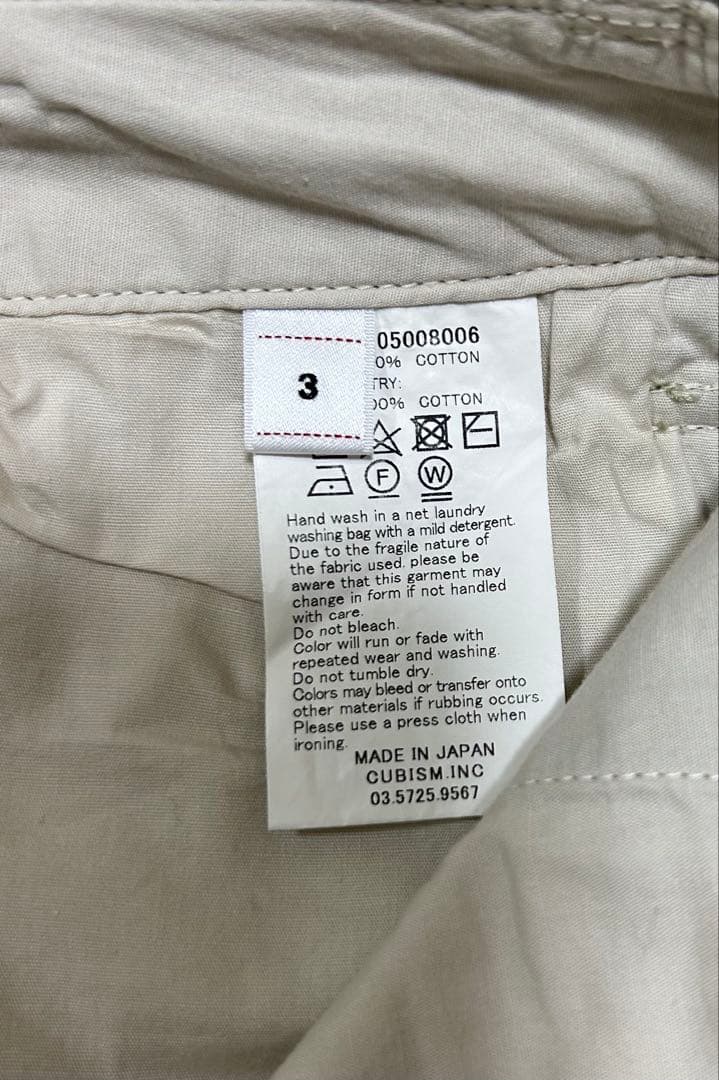 3
05008006
0% COTTON
TRY:
00% COTTON
F W
Hand wash in a net laundry
washing bag with a mild detergent.
Due to the fragile nature of
the fabric used, please be
aware that this garment may
change in form if not handled
with care.
Do not bleach.
Color will run or fade with
repeated wear and washing.
Do not tumble dry.
Colors may bleed or transfer onto
other materials if rubbing occurs.
Please use a press cloth when
ironing.
MADE IN JAPAN
CUBISM.INC
03.5725.9567